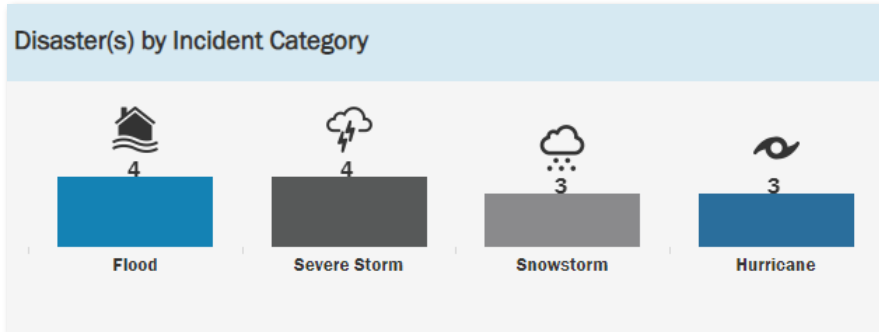 Disaster(s) by Incident Category
4
4
3
3
Flood
Severe Storm
Snowstorm
Hurricane